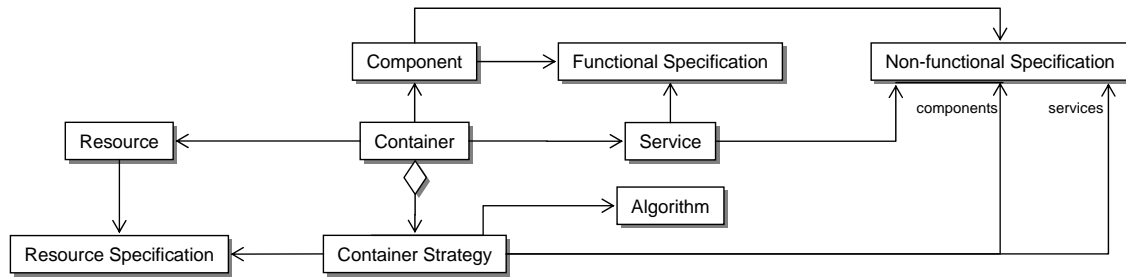 Component
Functional Specification
Non-functional Specification
components
services
Resource
Container
Service
Algorithm
Resource Specification
Container Strategy